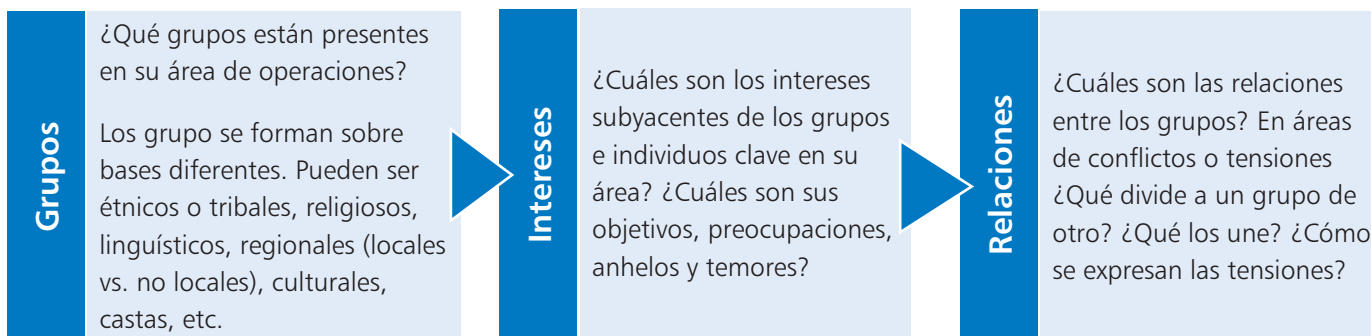 Grupos
¿Qué grupos están presentes
en su área de operaciones?
Los grupo se forman sobre
bases diferentes. Pueden ser
étnicos o tribales, religiosos,
linguísticos, regionales (locales
vs. no locales), culturales,
castas, etc.
Intereses
¿Cuáles son los intereses
subyacentes de los grupos
e individuos clave en su
área? ¿Cuáles son sus
objetivos, preocupaciones,
anhelos y temores?
Relaciones
¿Cuáles son las relaciones
entre los grupos? En áreas
de conflictos o tensiones
¿Qué divide a un grupo de
otro? ¿Qué los une? ¿Cómo
se expresan las tensiones?